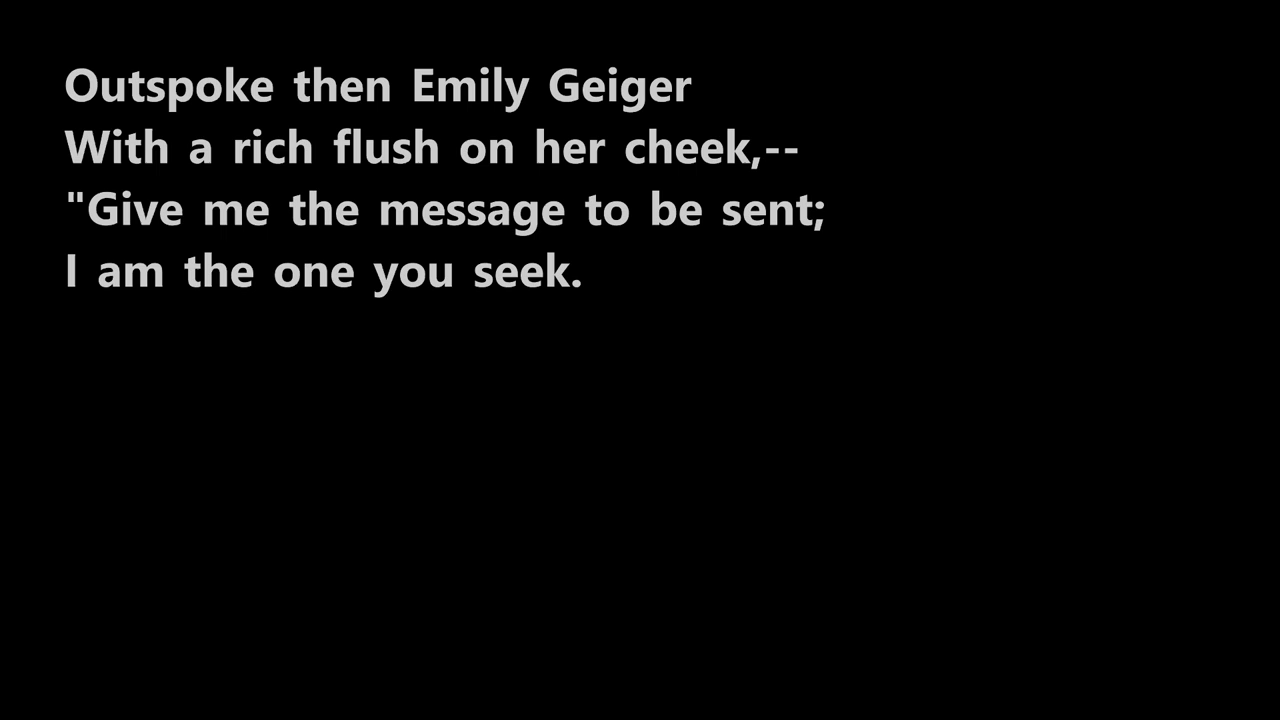 Outspoke then Emily Geiger
With a rich flush on her cheek,--
"Give me the message to be sent;
I am the one you seek.